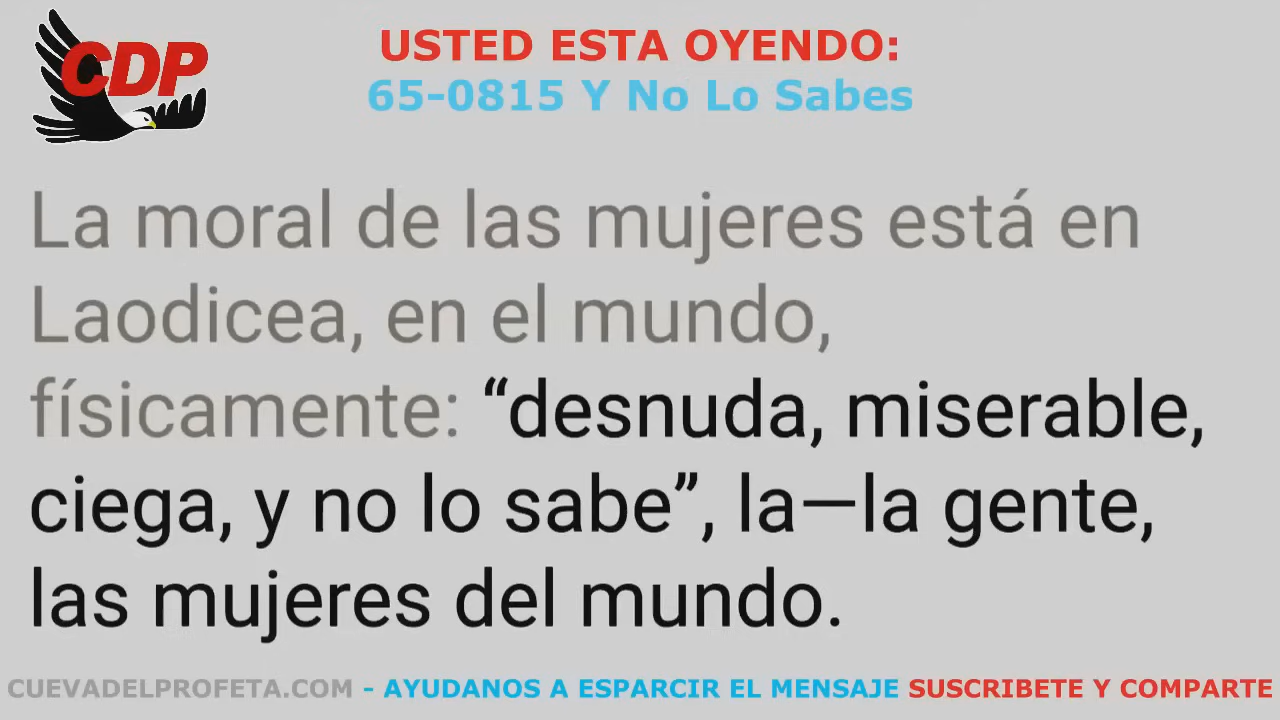 CDP
USTED ESTA OYENDO:
65-0815 Y No Lo Sabes
La moral de las mujeres está en
Laodicea, en el mundo,
físicamente: “desnuda, miserable,
ciega, y no lo sabe”, la—la gente,
las mujeres del mundo.
CUEVADELPROFETA.COM - AYUDANOS A ESPARCIR EL MENSAJE SUSCRIBETE Y COMPARTE